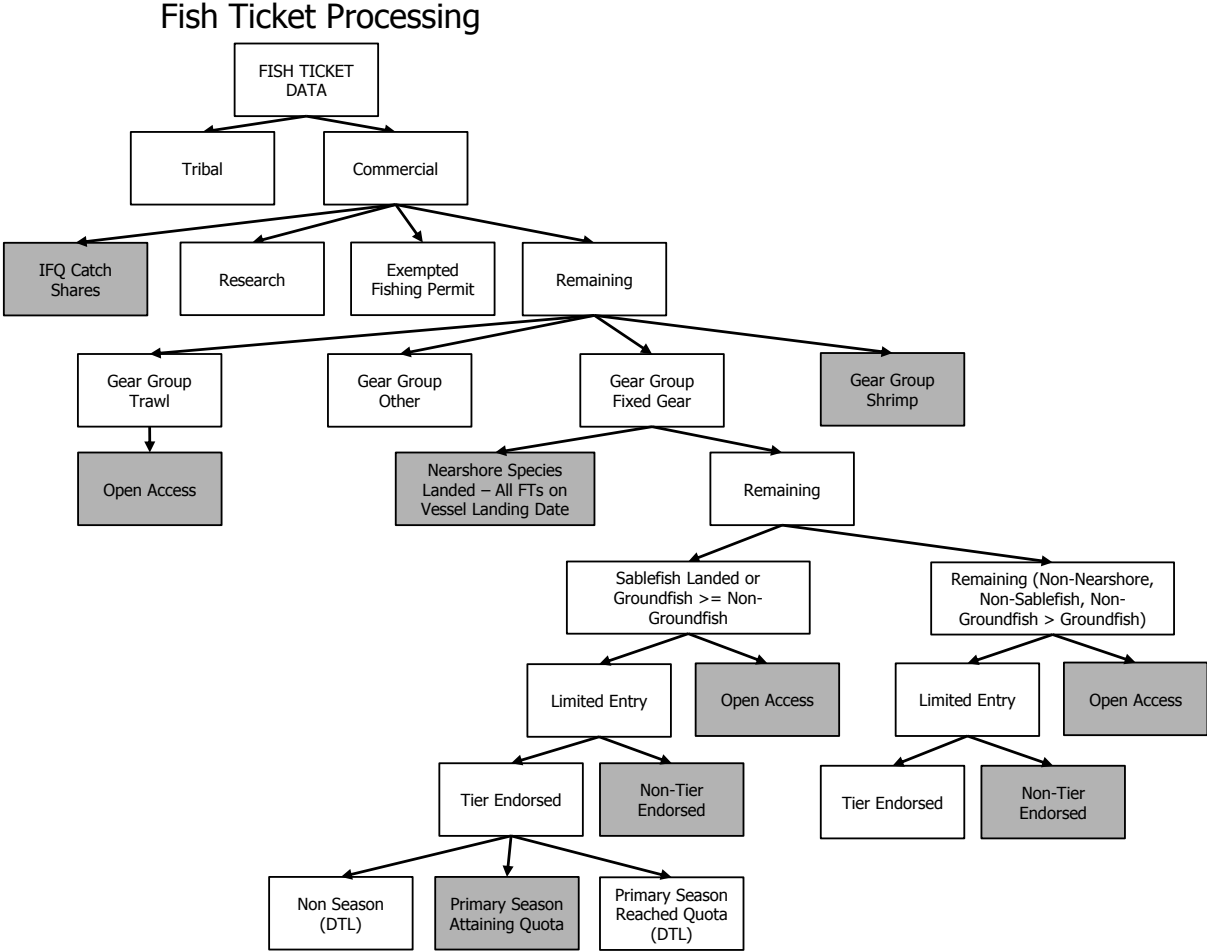 Fish Ticket Processing
FISH TICKET
DATA
Tribal
Commercial
IFQ Catch
Shares
Research
Exempted
Fishing Permit
Remaining
Gear Group
Trawl
Gear Group
Other
Gear Group
Fixed Gear
Gear Group
Shrimp
Open Access
Nearshore Species
Landed – All FTs on
Vessel Landing Date
Remaining
Sablefish Landed or
Groundfish >= Non-
Groundfish
Remaining (Non-Nearshore,
Non-Sablefish, Non-
Groundfish > Groundfish)
Limited Entry
Open Access
Limited Entry
Open Access
Tier Endorsed
Non-Tier
Endorsed
Tier Endorsed
Non-Tier
Endorsed
Non Season
(DTL)
Primary Season
Attaining Quota
Primary Season
Reached Quota
(DTL)